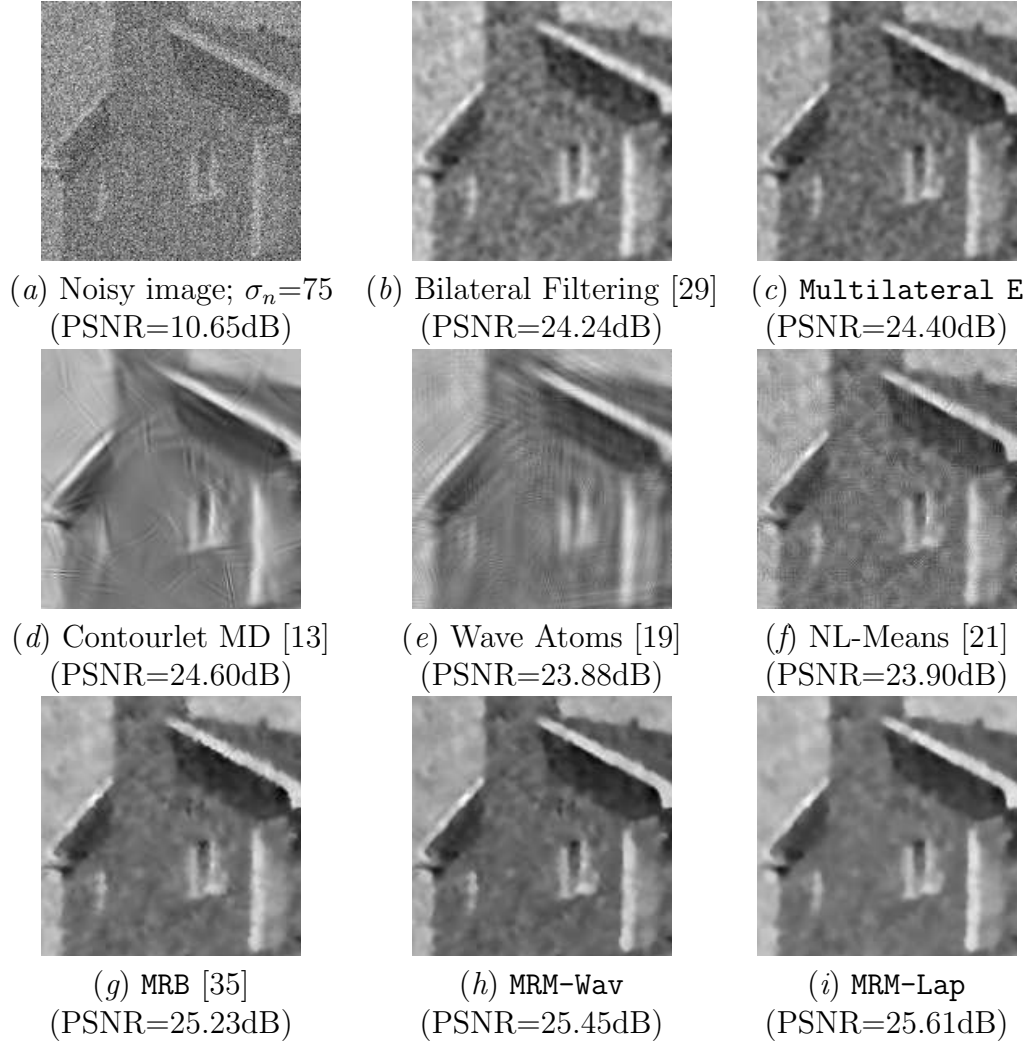 (a) Noisy image; σn=75 (b) Bilateral Filtering [29] (c) Multilateral E
(PSNR=10.65dB) (PSNR=24.24dB) (PSNR=24.40dB)
(d) Contourlet MD [13] (e) Wave Atoms [19] (f) NL-Means [21]
(PSNR=24.60dB) (PSNR=23.88dB) (PSNR=23.90dB)
(g) MRB [35] (h) MRM-Wav (i) MRM-Lap
(PSNR=25.23dB) (PSNR=25.45dB) (PSNR=25.61dB)